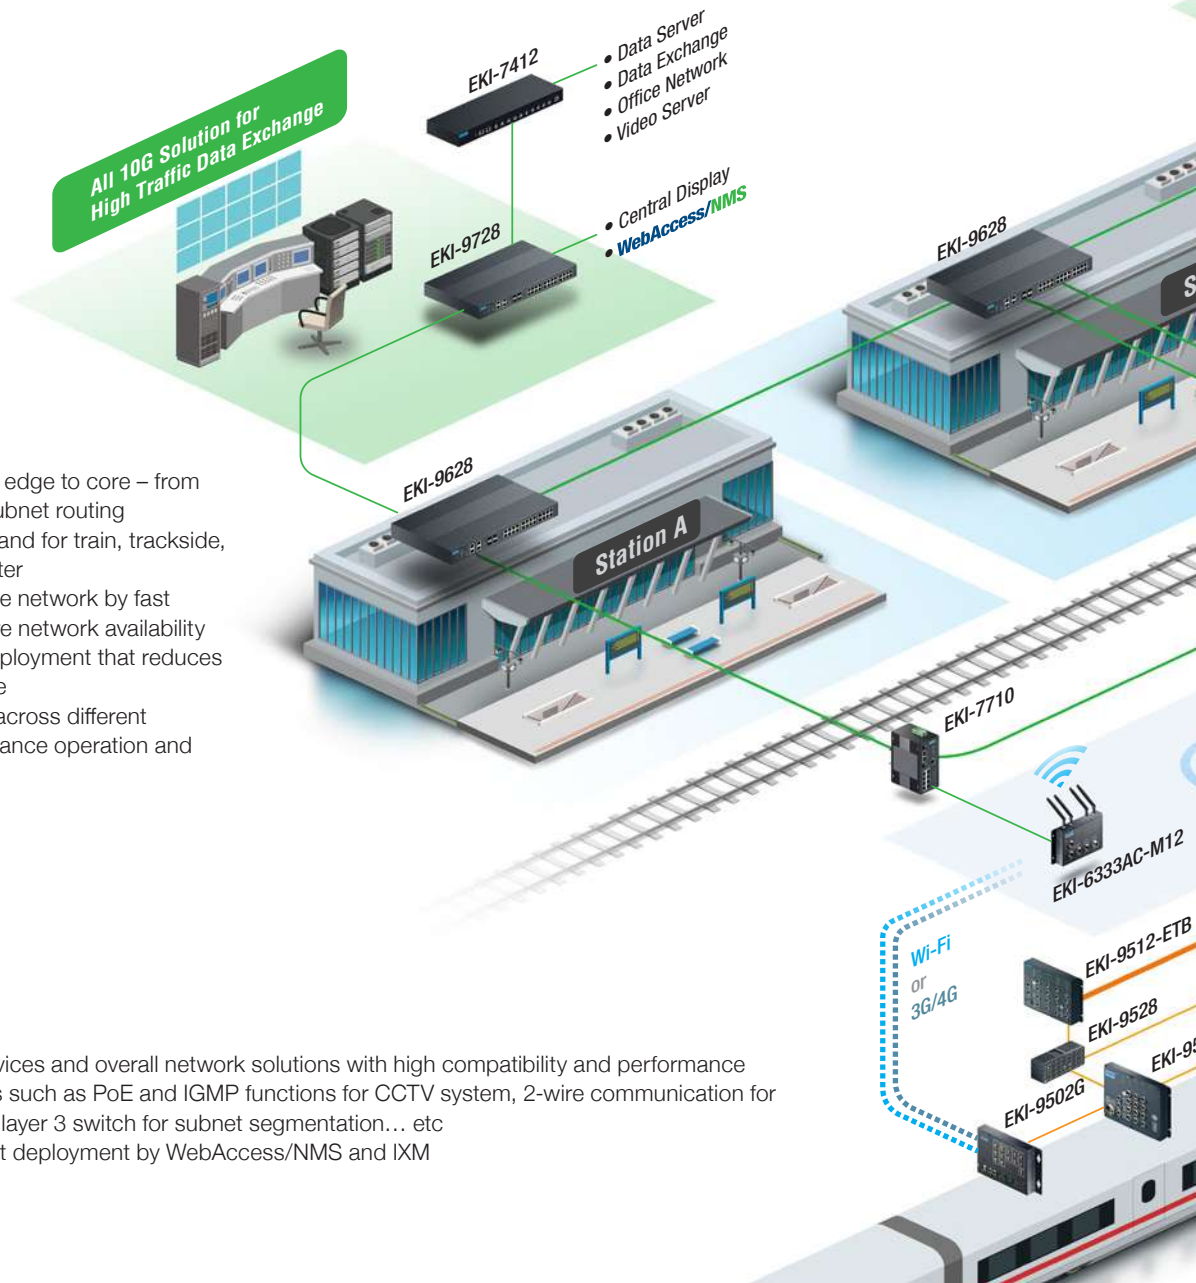 EKI-7412
• Data Server
• Data Exchange
• Office Network
• Video Server
All 10G Solution for
High Traffic Data Exchange
• Central Display
• WebAccess/NMS
EKI-9728
EKI-9628
S
EKI-9628
Station A
edge to core – from
ubnet routing
and for train, trackside,
ter
e network by fast
e network availability
eployment that reduces
e
across different
ance operation and
EKI-7710
EKI-6333AC-M12
Wi-Fi
or
3G/4G
EKI-9512-ETB
EKI-9528
EKI-95
EKI-9502G
vices and overall network solutions with high compatibility and performance
s such as PoE and IGMP functions for CCTV system, 2-wire communication for
layer 3 switch for subnet segmentation… etc
t deployment by WebAccess/NMS and IXM